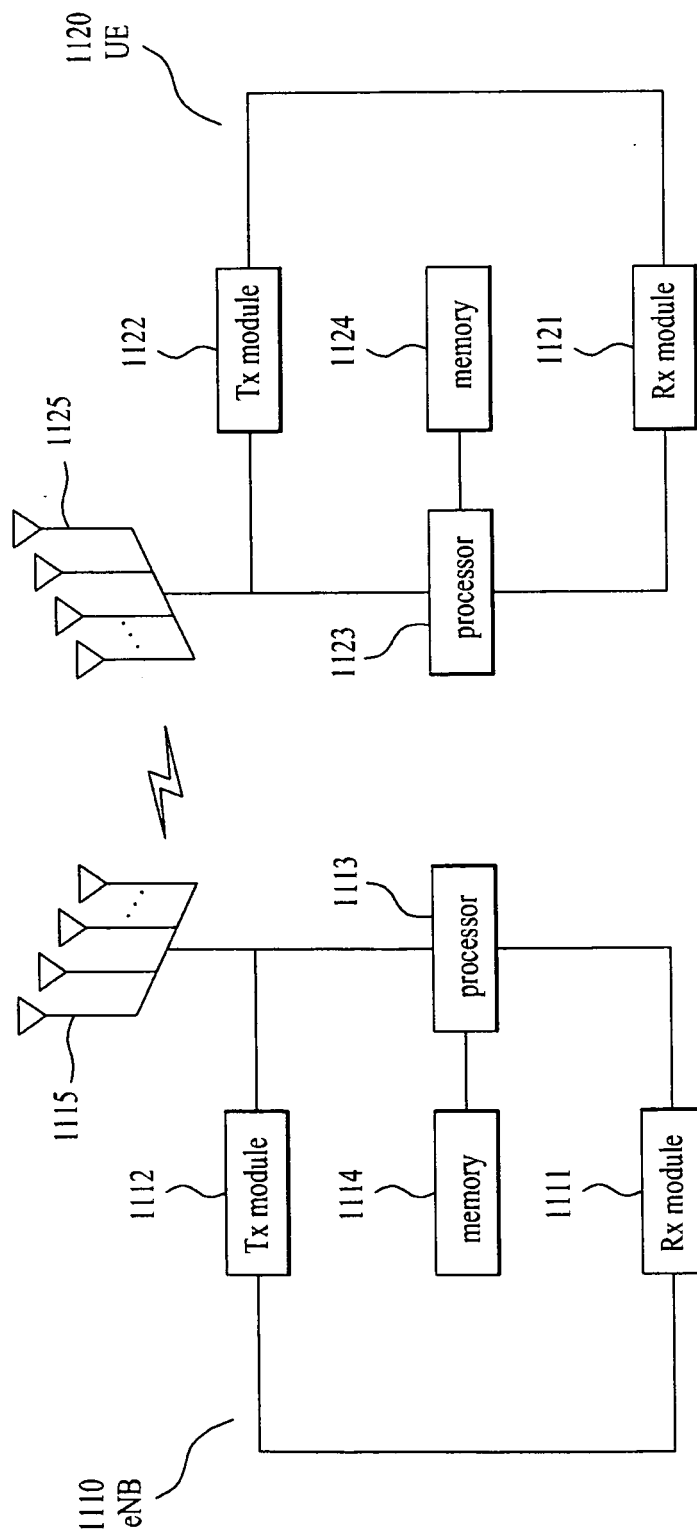 1110
eNB
1115
1112
Tx module
1114
memory
1113
processor
1111
Rx module
1120
UE
1125
1122
Tx module
1123
processor
1124
memory
1121
Rx module